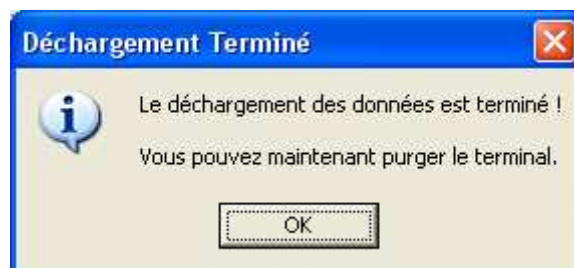 Déchargement Terminé
Le déchargement des données est terminé !
Vous pouvez maintenant purger le terminal.
OK